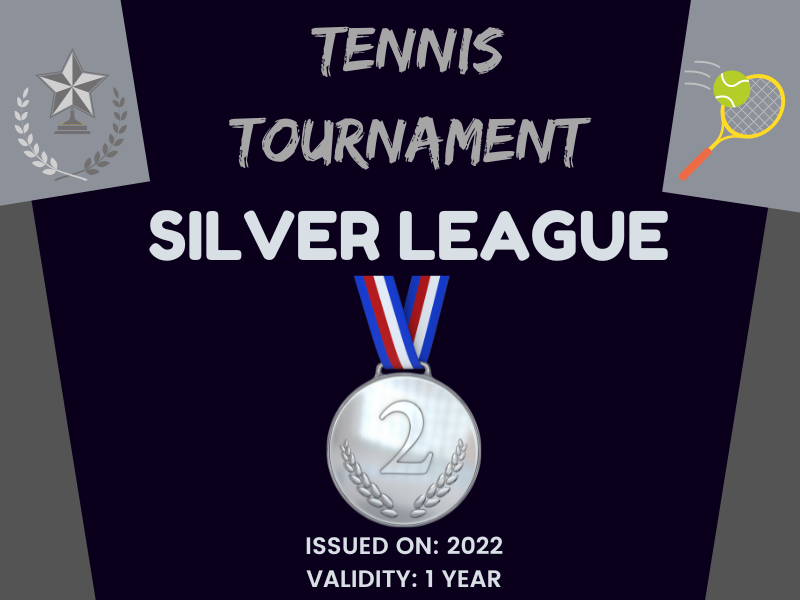 TENNIS
TOURNAMENT
SILVER LEAGUE
2
ISSUED ON: 2022
VALIDITY: 1 YEAR